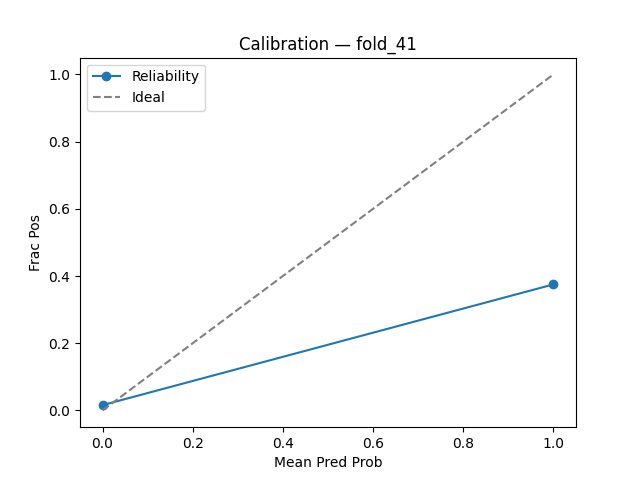 Calibration — fold_41
Reliability
Ideal
Frac Pos
1.0
0.8
0.6
0.4
0.2
0.0
0.0 0.2 0.4 0.6 0.8 1.0
Mean Pred Prob